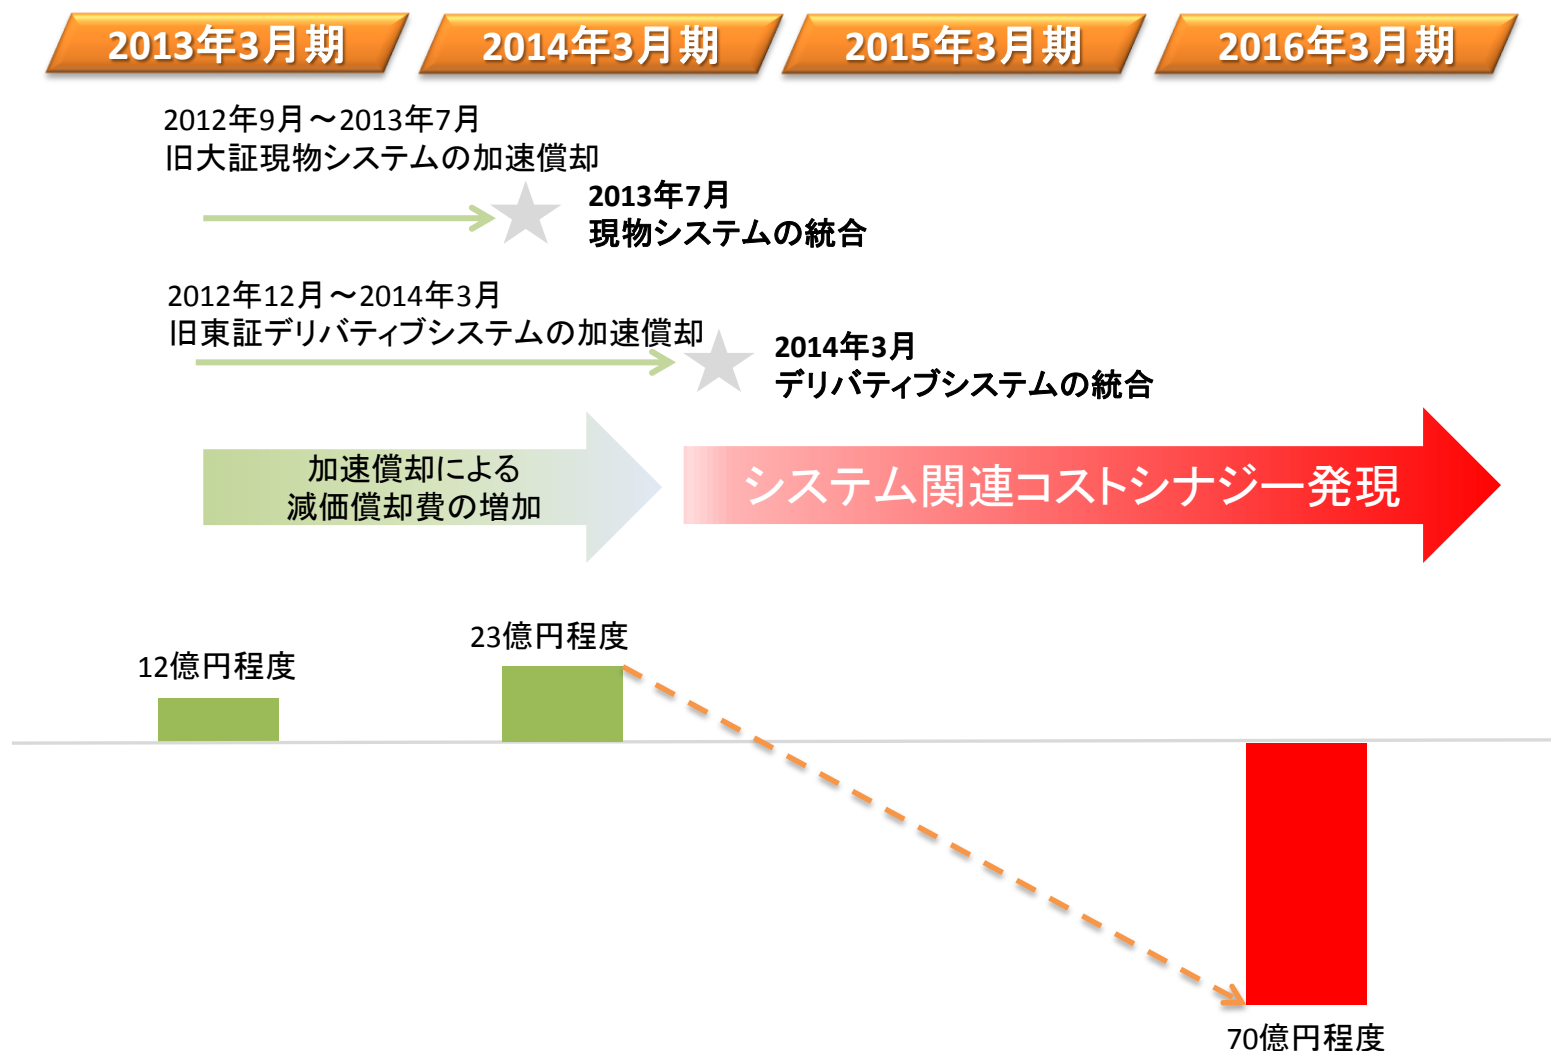 2013年3月期
2014年3月期
2015年3月期
2016年3月期
2012年9月～2013年7月
旧大証現物システムの加速償却
2013年7月
現物システムの統合
2012年12月～2014年3月
旧東証デリバティブシステムの加速償却
2014年3月
デリバティブシステムの統合
加速償却による
減価償却費の増加
システム関連コストシナジー発現
12億円程度
23億円程度
70億円程度